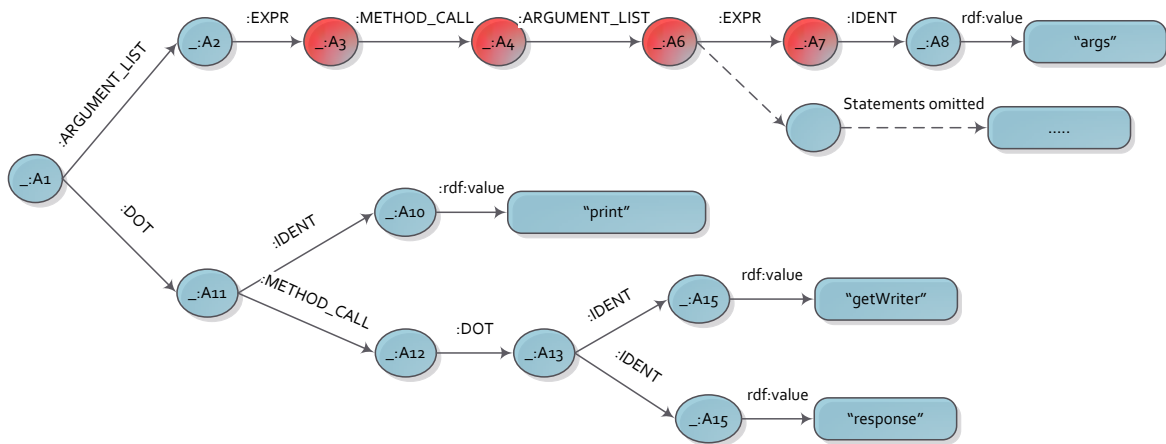 :EXPR
:METHOD_CALL
:ARGUMENT_LIST
:EXPR
:IDENT
rdf:value
_:A2
_:A3
_:A4
_:A6
_:A7
_:A8
"args"
:ARGUMENT_LIST
Statements omitted
.....
_:A1
:DOT
:IDENT
_:A10
:rdf:value
"print"
_:A11
:METHOD_CALL
_:A12
:DOT
_:A13
:IDENT
_:A15
rdf:value
"getWriter"
:IDENT
_:A15
rdf:value
"response"